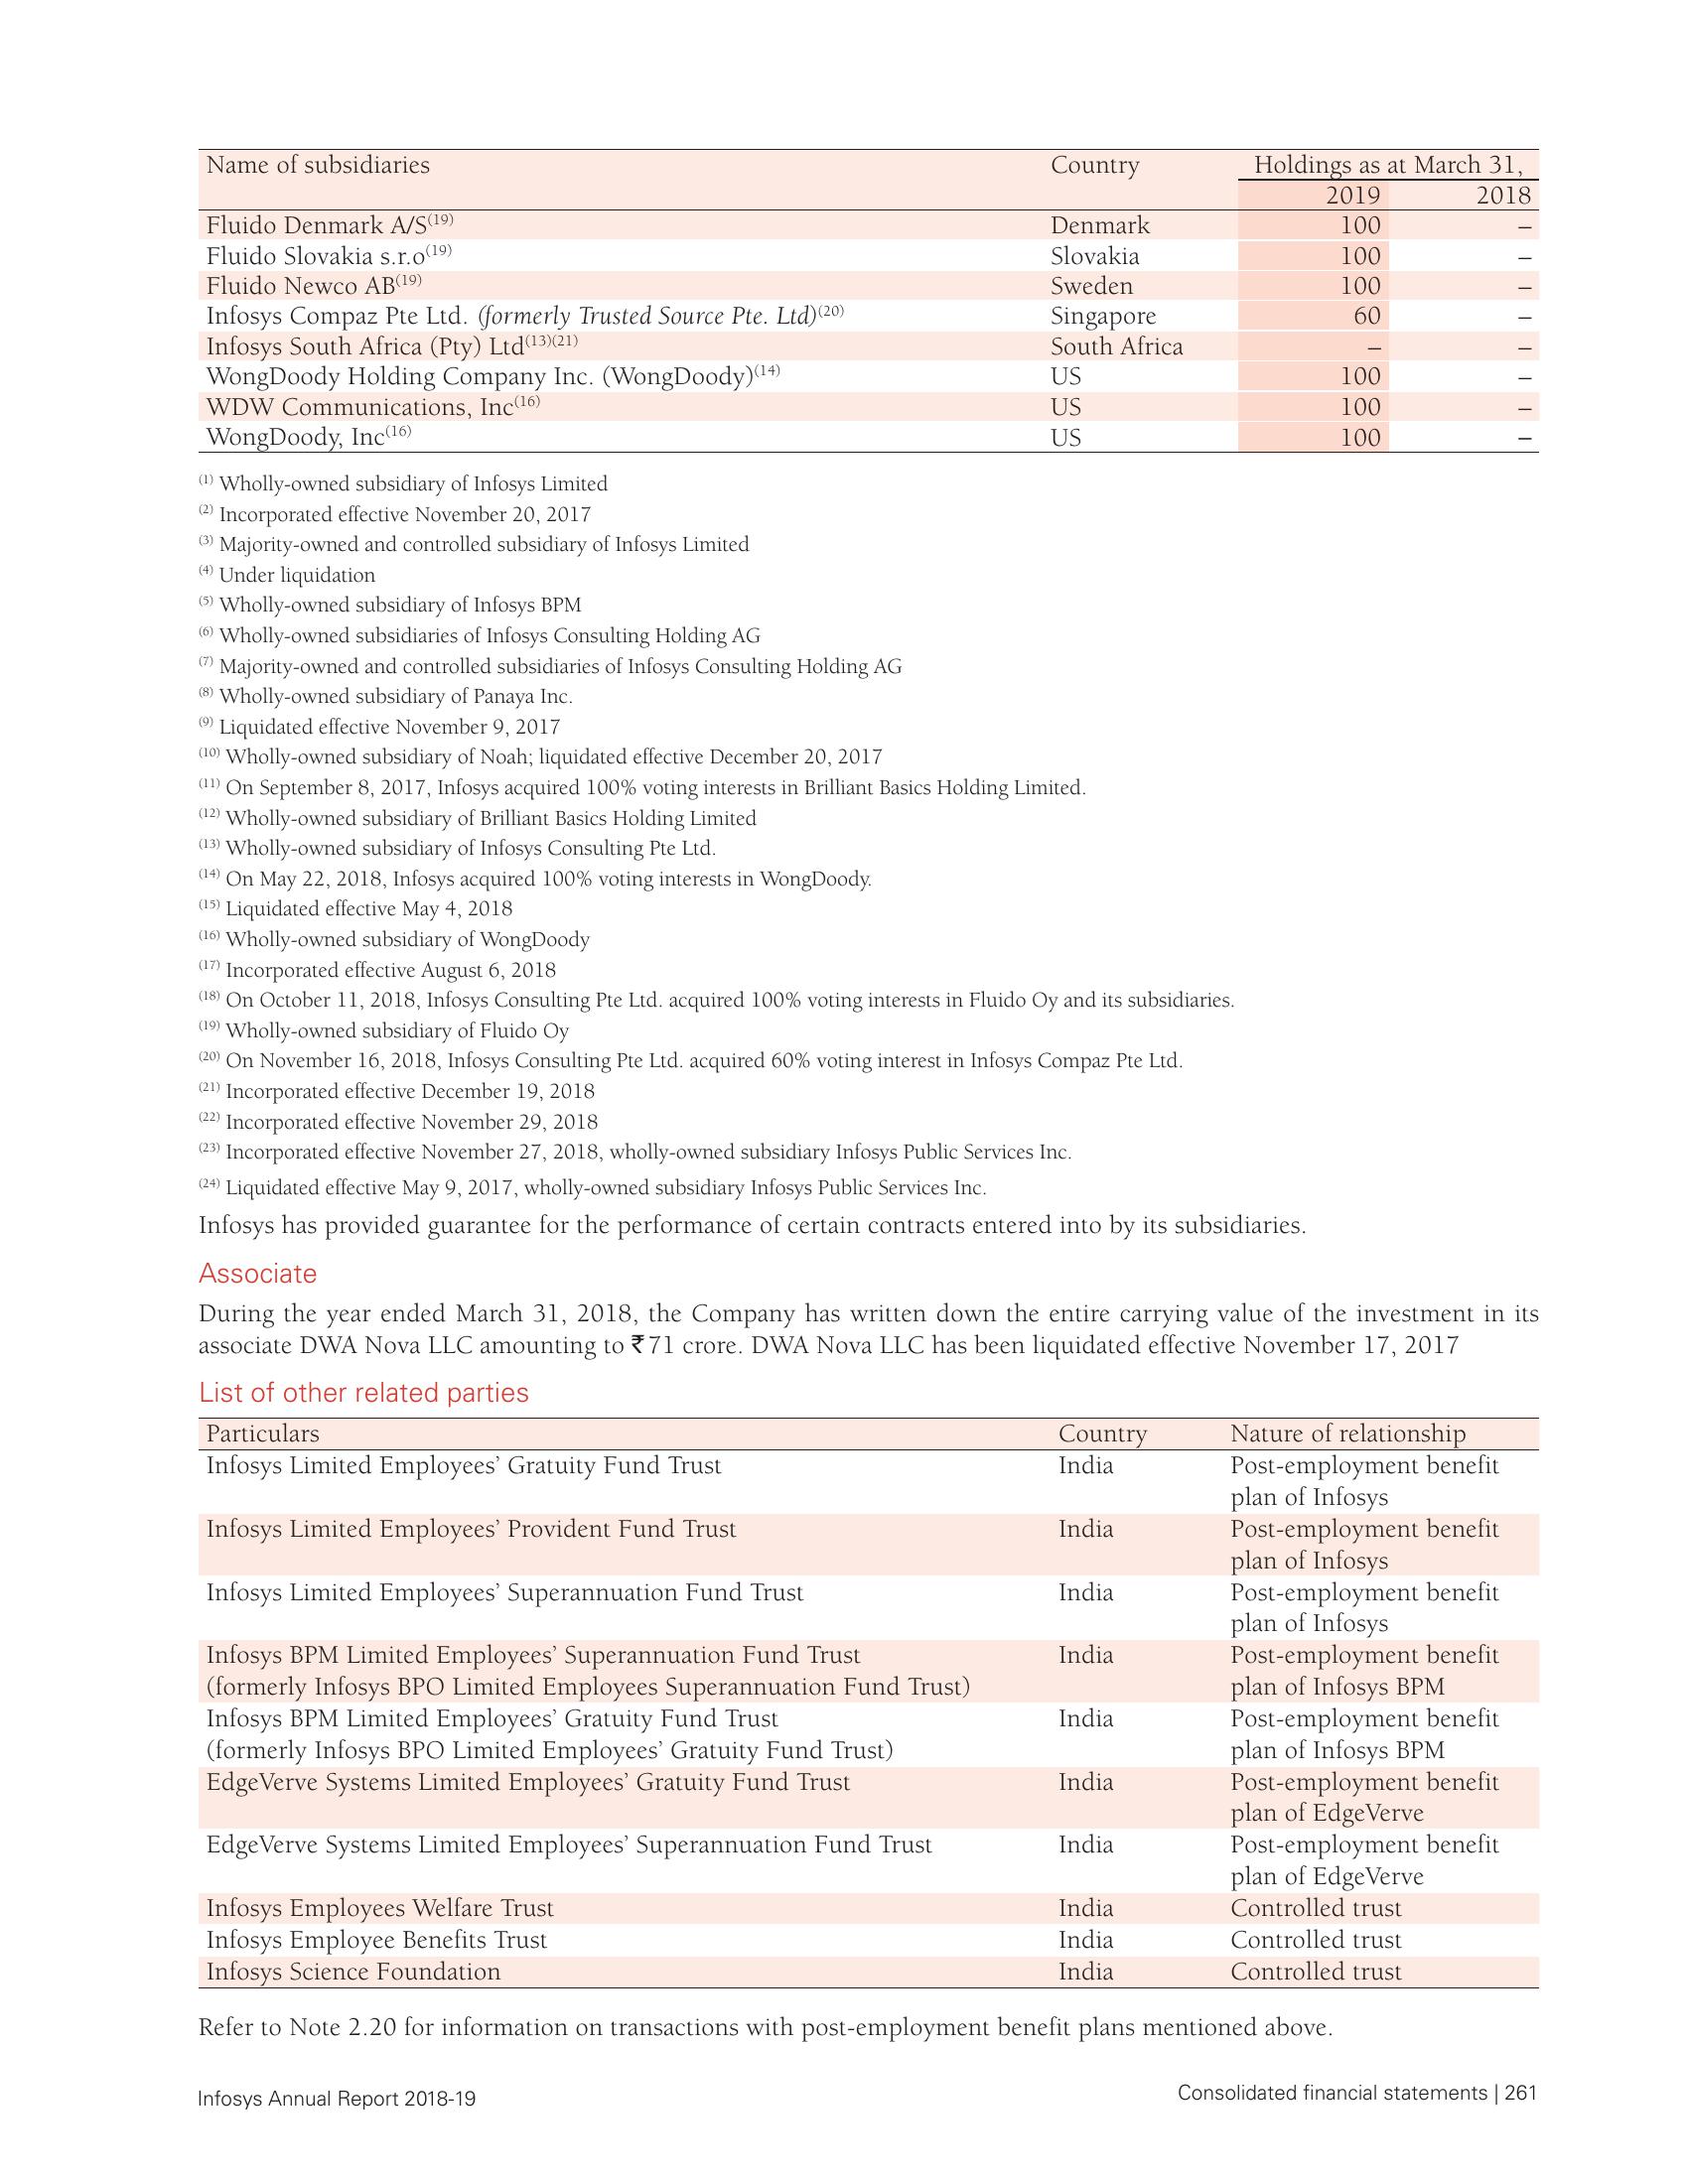 Name of subsidiaries Country Holdings as at March 31,
2019 2018
Fluido Denmark A/S(19) Denmark 100 –
Fluido Slovakia s.r.o(19) Slovakia 100 –
Fluido Newco AB(19) Sweden 100 –
Infosys Compaz Pte Ltd. (formerly Trusted Source Pte. Ltd)(20) Singapore 60 –
Infosys South Africa (Pty) Ltd(13)(21) South Africa – –
WongDoody Holding Company Inc. (WongDoody)(14) US 100 –
WDW Communications, Inc(16) US 100 –
WongDoody, Inc(16) US 100 –
(1) Wholly-owned subsidiary of Infosys Limited
(2) Incorporated effective November 20, 2017
(3) Majority-owned and controlled subsidiary of Infosys Limited
(4) Under liquidation
(5) Wholly-owned subsidiary of Infosys BPM
(6) Wholly-owned subsidiaries of Infosys Consulting Holding AG
(7) Majority-owned and controlled subsidiaries of Infosys Consulting Holding AG
(8) Wholly-owned subsidiary of Panaya Inc.
(9) Liquidated effective November 9, 2017
(10) Wholly-owned subsidiary of Noah; liquidated effective December 20, 2017
(11) On September 8, 2017, Infosys acquired 100% voting interests in Brilliant Basics Holding Limited.
(12) Wholly-owned subsidiary of Brilliant Basics Holding Limited
(13) Wholly-owned subsidiary of Infosys Consulting Pte Ltd.
(14) On May 22, 2018, Infosys acquired 100% voting interests in WongDoody.
(15) Liquidated effective May 4, 2018
(16) Wholly-owned subsidiary of WongDoody
(17) Incorporated effective August 6, 2018
(18) On October 11, 2018, Infosys Consulting Pte Ltd. acquired 100% voting interests in Fluido Oy and its subsidiaries.
(19) Wholly-owned subsidiary of Fluido Oy
(20) On November 16, 2018, Infosys Consulting Pte Ltd. acquired 60% voting interest in Infosys Compaz Pte Ltd.
(21) Incorporated effective December 19, 2018
(22) Incorporated effective November 29, 2018
(23) Incorporated effective November 27, 2018, wholly-owned subsidiary Infosys Public Services Inc.
(24) Liquidated effective May 9, 2017, wholly-owned subsidiary Infosys Public Services Inc.
Infosys has provided guarantee for the performance of certain contracts entered into by its subsidiaries.
Associate
During the year ended March 31, 2018, the Company has written down the entire carrying value of the investment in its
associate DWA Nova LLC amounting to ₹71 crore. DWA Nova LLC has been liquidated effective November 17, 2017
List of other related parties
Particulars Country Nature of relationship
Infosys Limited Employees’ Gratuity Fund Trust India Post-employment benefit
plan of Infosys
Infosys Limited Employees’ Provident Fund Trust India Post-employment benefit
plan of Infosys
Infosys Limited Employees’ Superannuation Fund Trust India Post-employment benefit
plan of Infosys
Infosys BPM Limited Employees’ Superannuation Fund Trust India Post-employment benefit
(formerly Infosys BPO Limited Employees Superannuation Fund Trust) plan of Infosys BPM
Infosys BPM Limited Employees’ Gratuity Fund Trust India Post-employment benefit
(formerly Infosys BPO Limited Employees’ Gratuity Fund Trust) plan of Infosys BPM
EdgeVerve Systems Limited Employees’ Gratuity Fund Trust India Post-employment benefit
plan of EdgeVerve
EdgeVerve Systems Limited Employees’ Superannuation Fund Trust India Post-employment benefit
plan of EdgeVerve
Infosys Employees Welfare Trust India Controlled trust
Infosys Employee Benefits Trust India Controlled trust
Infosys Science Foundation India Controlled trust
Refer to Note 2.20 for information on transactions with post-employment benefit plans mentioned above.
Infosys Annual Report 2018-19 Consolidated financial statements | 261